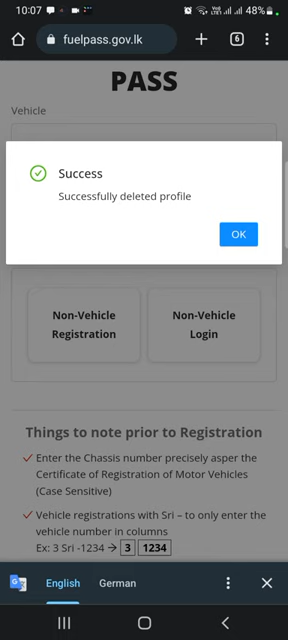 10:07
48%
fuelpass.gov.lk
6
PASS
Vehicle
Success
Successfully deleted profile
OK
Non-Vehicle
Registration
Non-Vehicle
Login
Things to note prior to Registration
Enter the Chassis number precisely asper the
Certificate of Registration of Motor Vehicles
(Case Sensitive)
Vehicle registrations with Sri – to only enter the
vehicle number in columns
Ex: 3 Sri -1234 → 3 1234
English German